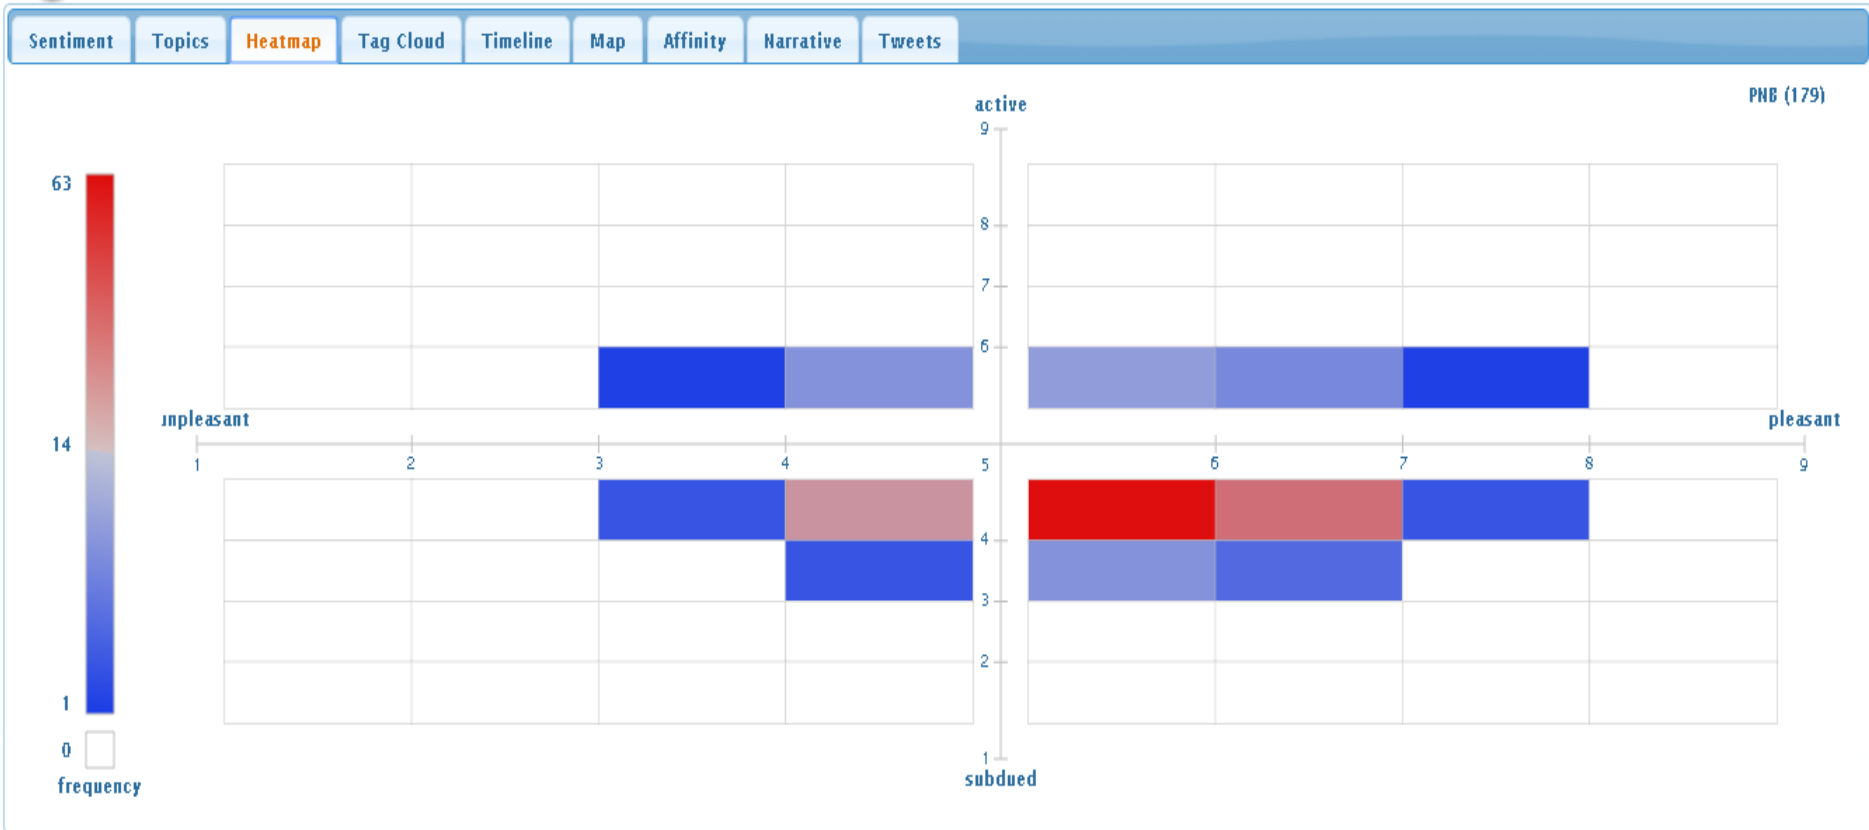 Sentiment Topics Heatmap Tag Cloud Timeline Map Affinity Narrative Tweets
PNB (179)
active
9
8
7
6
unpleasant
pleasant
1 2 3 4 5 6 7 8 9
4
3
2
1
subdued
63
14
1
0
frequency